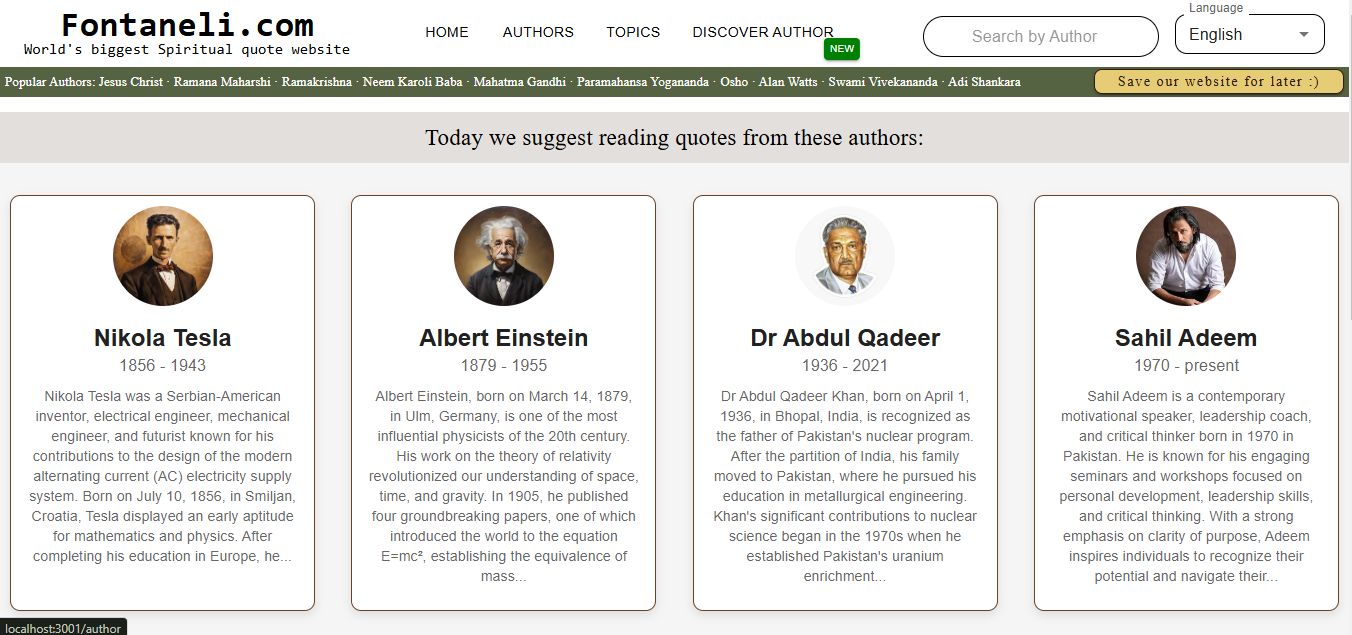 Fontaneli.com
World's biggest Spiritual quote website
HOME
AUTHORS
TOPICS
DISCOVER AUTHOR
NEW
Search by Author
Language
English
Popular Authors: Jesus Christ · Ramana Maharshi · Ramakrishna · Neem Karoli Baba · Mahatma Gandhi · Paramahansa Yogananda · Osho · Alan Watts · Swami Vivekananda · Adi Shankara
Save our website for later :)
Today we suggest reading quotes from these authors:
Nikola Tesla
1856 - 1943
Nikola Tesla was a Serbian-American
inventor, electrical engineer, mechanical
engineer, and futurist known for his
contributions to the design of the modern
alternating current (AC) electricity supply
system. Born on July 10, 1856, in Smiljan,
Croatia, Tesla displayed an early aptitude
for mathematics and physics. After
completing his education in Europe, he...
Albert Einstein
1879 - 1955
Albert Einstein, born on March 14, 1879,
in Ulm, Germany, is one of the most
influential physicists of the 20th century.
His work on the theory of relativity
revolutionized our understanding of space,
time, and gravity. In 1905, he published
four groundbreaking papers, one of which
introduced the world to the equation
E=mc², establishing the equivalence of
mass...
Dr Abdul Qadeer
1936 - 2021
Dr Abdul Qadeer Khan, born on April 1,
1936, in Bhopal, India, is recognized as
the father of Pakistan's nuclear program.
After the partition of India, his family
moved to Pakistan, where he pursued his
education in metallurgical engineering.
Khan's significant contributions to nuclear
science began in the 1970s when he
established Pakistan's uranium
enrichment...
Sahil Adeem
1970 - present
Sahil Adeem is a contemporary
motivational speaker, leadership coach,
and critical thinker born in 1970 in
Pakistan. He is known for his engaging
seminars and workshops focused on
personal development, leadership skills,
and critical thinking. With a strong
emphasis on clarity of purpose, Adeem
inspires individuals to recognize their
potential and navigate their...
localhost:3001/author